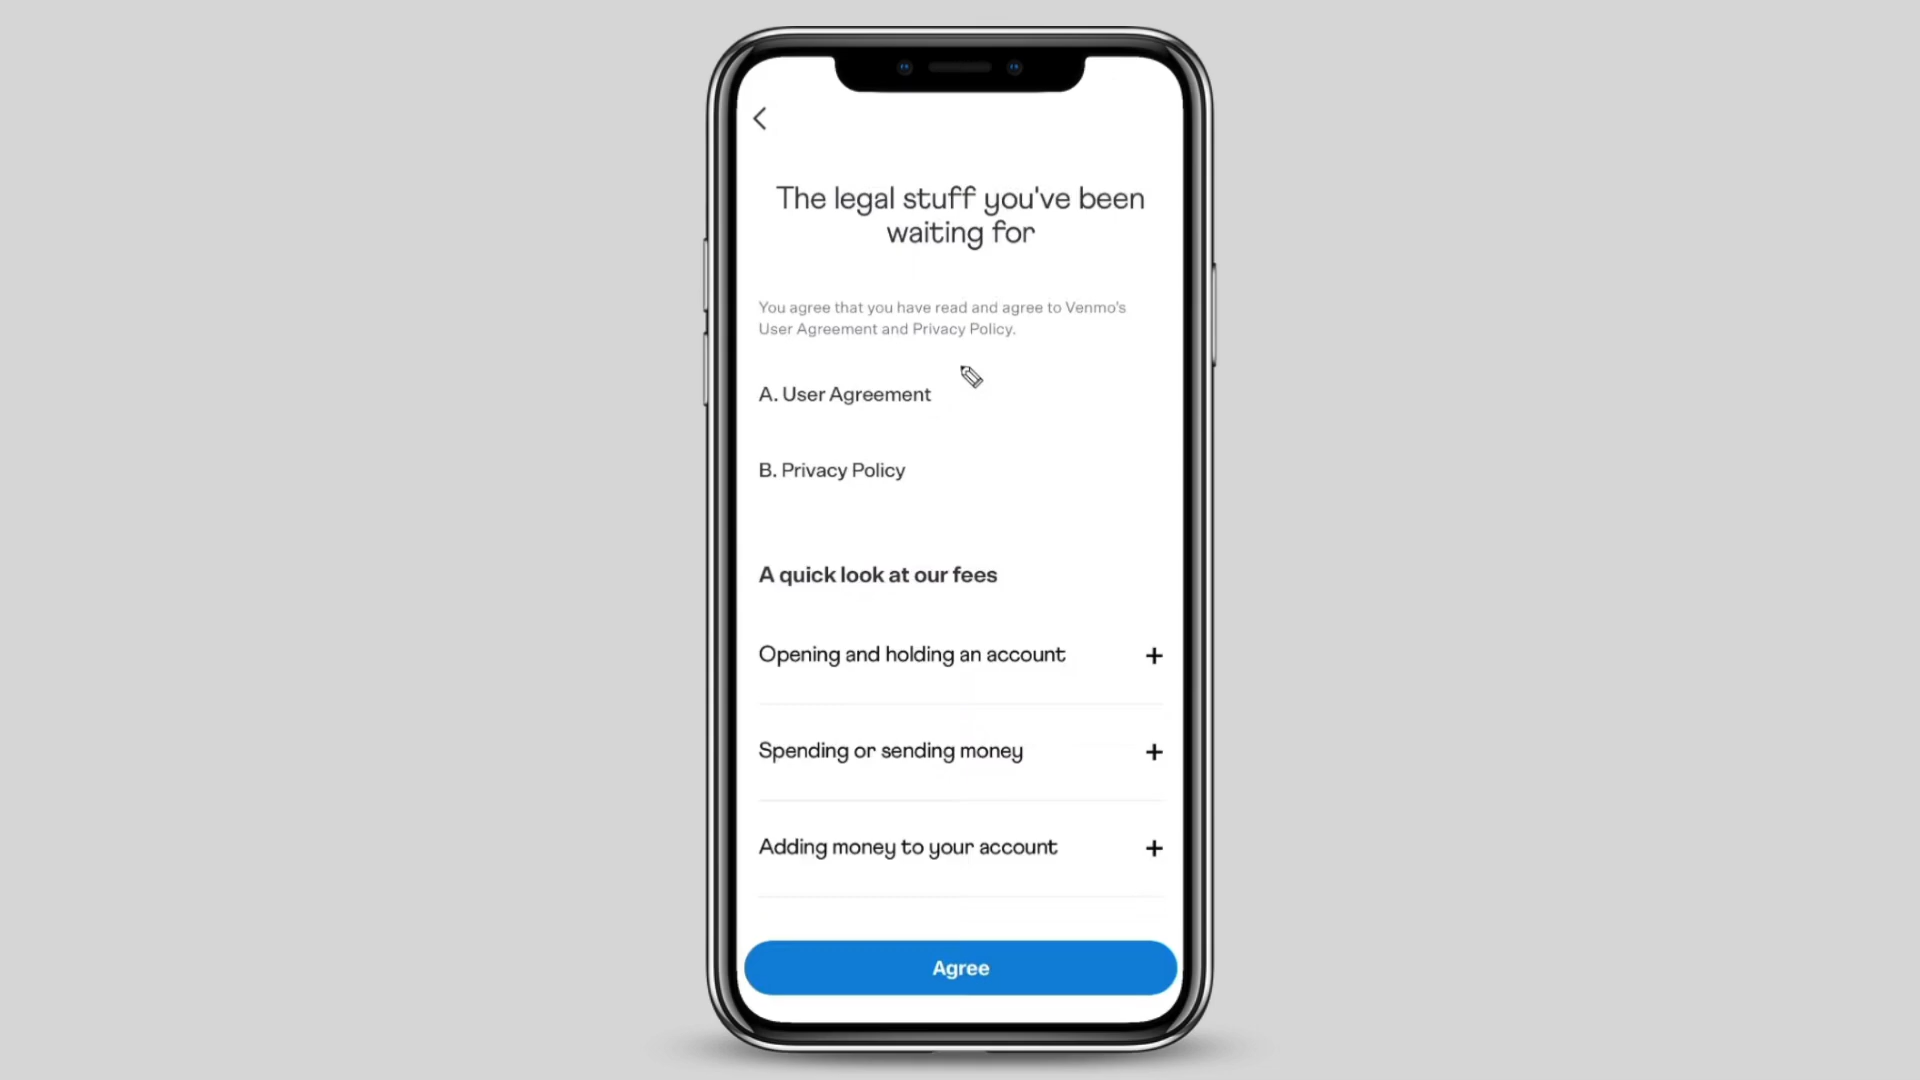 The legal stuff you've been
waiting for
You agree that you have read and agree to Venmo's
User Agreement and Privacy Policy.
A. User Agreement
B. Privacy Policy
A quick look at our fees
Opening and holding an account +
Spending or sending money +
Adding money to your account +
Agree